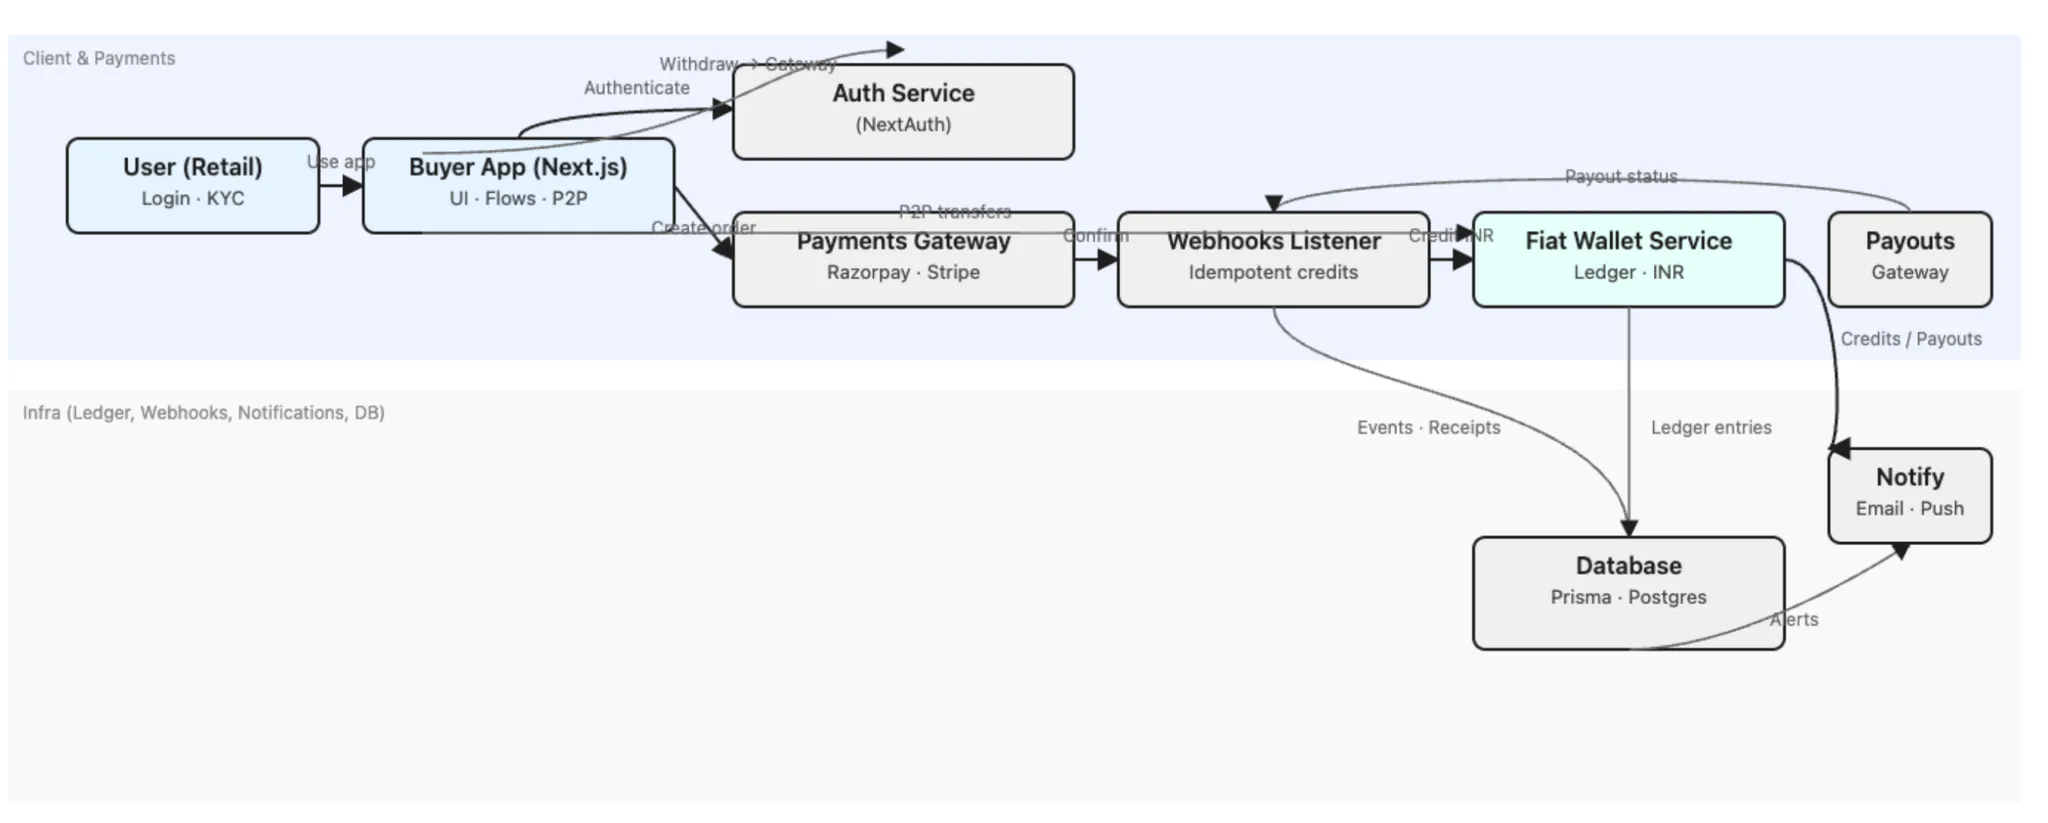 Client & Payments
Withdraw → Gateway
Authenticate
Auth Service
(NextAuth)
User (Retail)
Login · KYC
Use app
Buyer App (Next.js)
UI · Flows · P2P
Payout status
P2P transfers
Create order
Payments Gateway
Razorpay · Stripe
Confirm
Webhooks Listener
Idempotent credits
Credit INR
Fiat Wallet Service
Ledger · INR
Payouts
Gateway
Credits / Payouts
Infra (Ledger, Webhooks, Notifications, DB)
Events · Receipts
Ledger entries
Notify
Email · Push
Database
Prisma · Postgres
Alerts